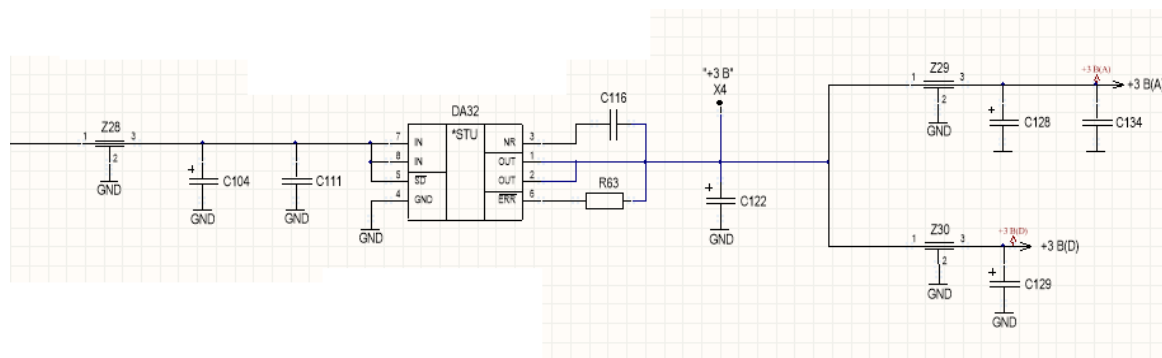 Z28
1
3
2
GND
C104
GND
C111
GND
DA32
*STU
7
IN
8
IN
5
SD
4
GND
GND
NR
3
OUT
1
OUT
2
ERR
6
C116
R63
"+3 В"
X4
C122
GND
Z29
1
3
2
GND
C128
C134
+3 В(А)
+3 В(А)
Z30
1
3
2
GND
+3 В(D)
+3 В(D)
C129
GND